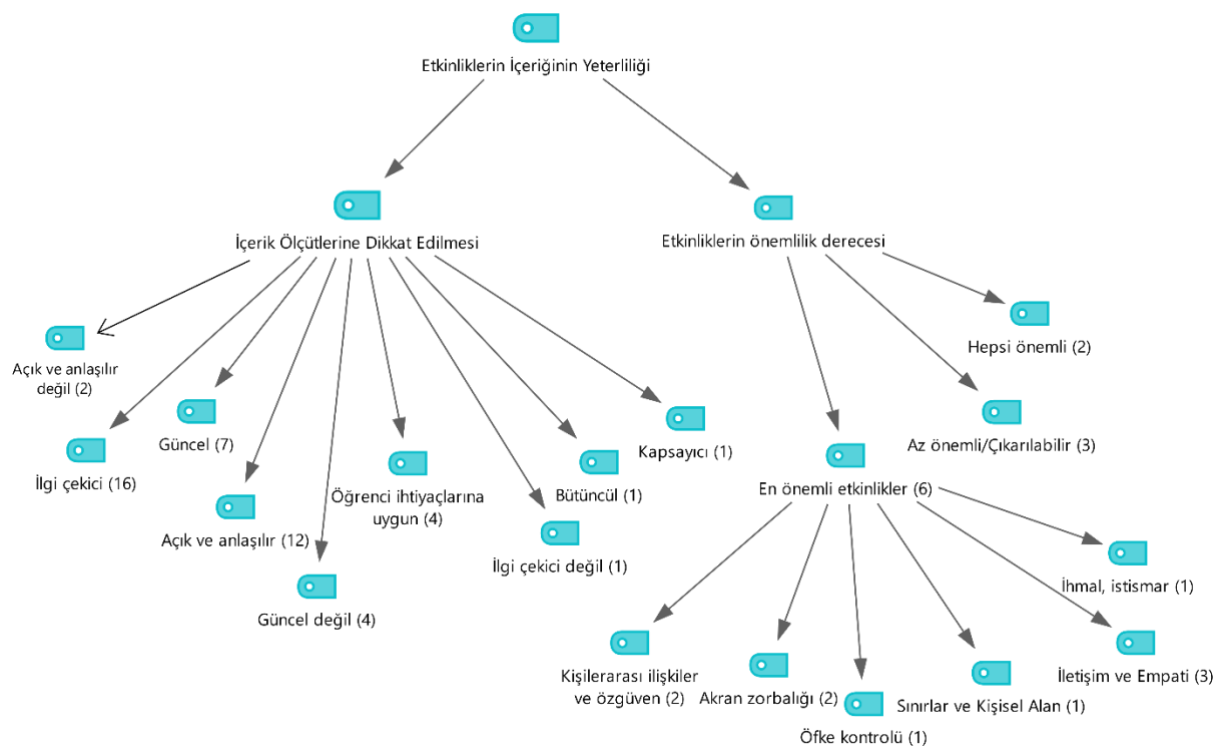 Etkinliklerin İçeriğinin Yeterliliği
İçerik Ölçütlerine Dikkat Edilmesi
Etkinliklerin önemlilik derecesi
Açık ve anlaşılır
değil (2)
İlgi çekici (16)
Güncel (7)
Açık ve anlaşılır (12)
Güncel değil (4)
Öğrenci ihtiyaçlarına
uygun (4)
İlgi çekici değil (1)
Bütüncül (1)
Kapsayıcı (1)
Hepsi önemli (2)
Az önemli/Çıkarılabilir (3)
En önemli etkinlikler (6)
Kişilerarası ilişkiler
ve özgüven (2)
Akran zorbalığı (2)
Öfke kontrolü (1)
Sınırlar ve Kişisel Alan (1)
İletişim ve Empati (3)
İhmal, istismar (1)